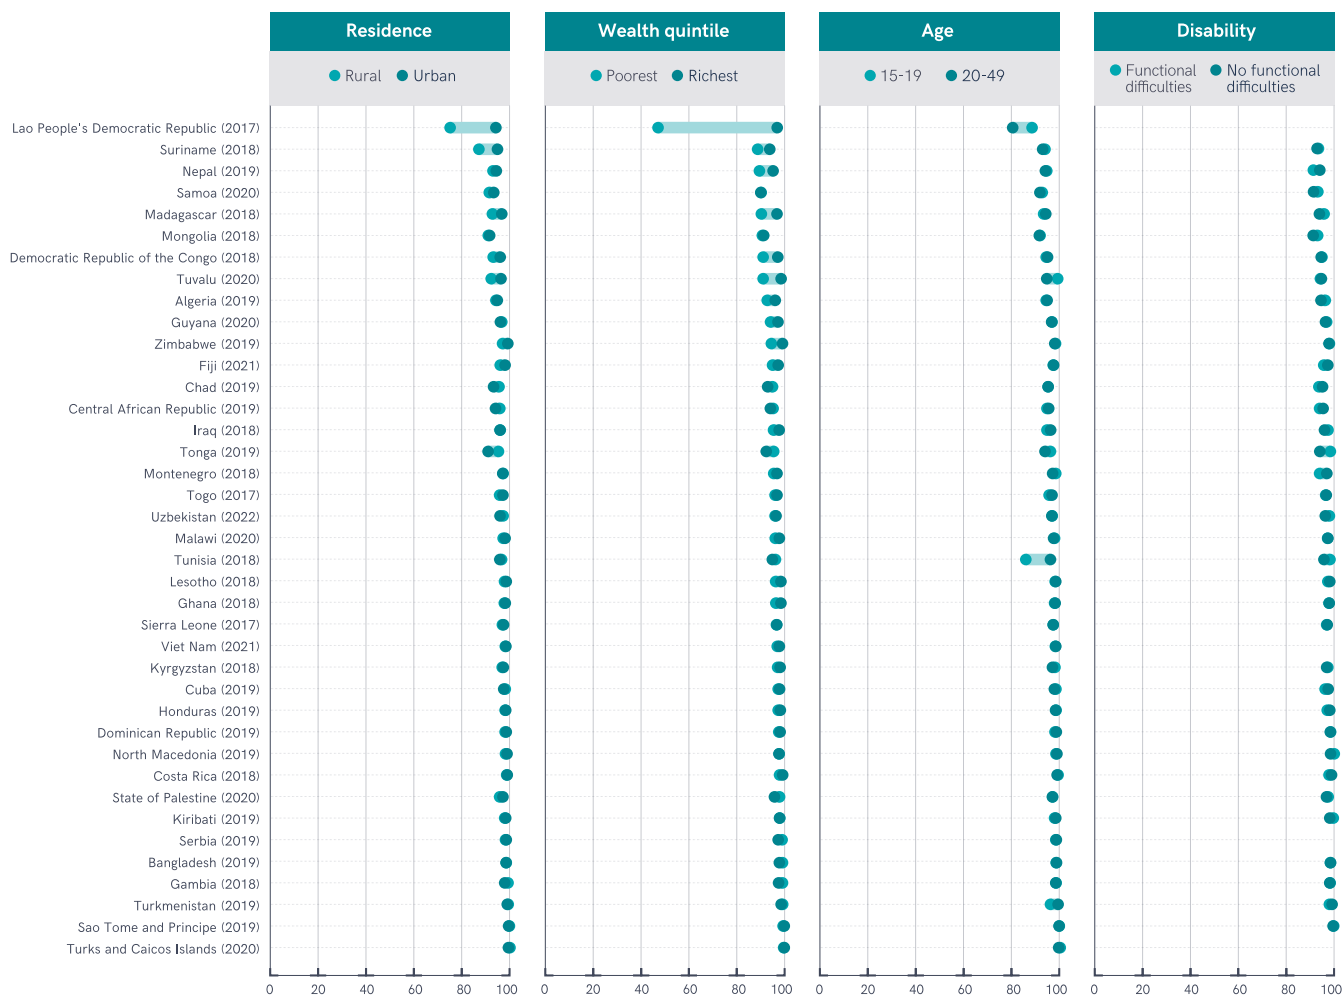 Residence
Wealth quintile
Age
Disability
Rural
Urban
Poorest
Richest
15-19
20-49
Functional
difficulties
No functional
difficulties
Lao People's Democratic Republic (2017)
Suriname (2018)
Nepal (2019)
Samoa (2020)
Madagascar (2018)
Mongolia (2018)
Democratic Republic of the Congo (2018)
Tuvalu (2020)
Algeria (2019)
Guyana (2020)
Zimbabwe (2019)
Fiji (2021)
Chad (2019)
Central African Republic (2019)
Iraq (2018)
Tonga (2019)
Montenegro (2018)
Togo (2017)
Uzbekistan (2022)
Malawi (2020)
Tunisia (2018)
Lesotho (2018)
Ghana (2018)
Sierra Leone (2017)
Viet Nam (2021)
Kyrgyzstan (2018)
Cuba (2019)
Honduras (2019)
Dominican Republic (2019)
North Macedonia (2019)
Costa Rica (2018)
State of Palestine (2020)
Kiribati (2019)
Serbia (2019)
Bangladesh (2019)
Gambia (2018)
Turkmenistan (2019)
Sao Tome and Principe (2019)
Turks and Caicos Islands (2020)
0 20 40 60 80 100
0 20 40 60 80 100
0 20 40 60 80 100
0 20 40 60 80 100